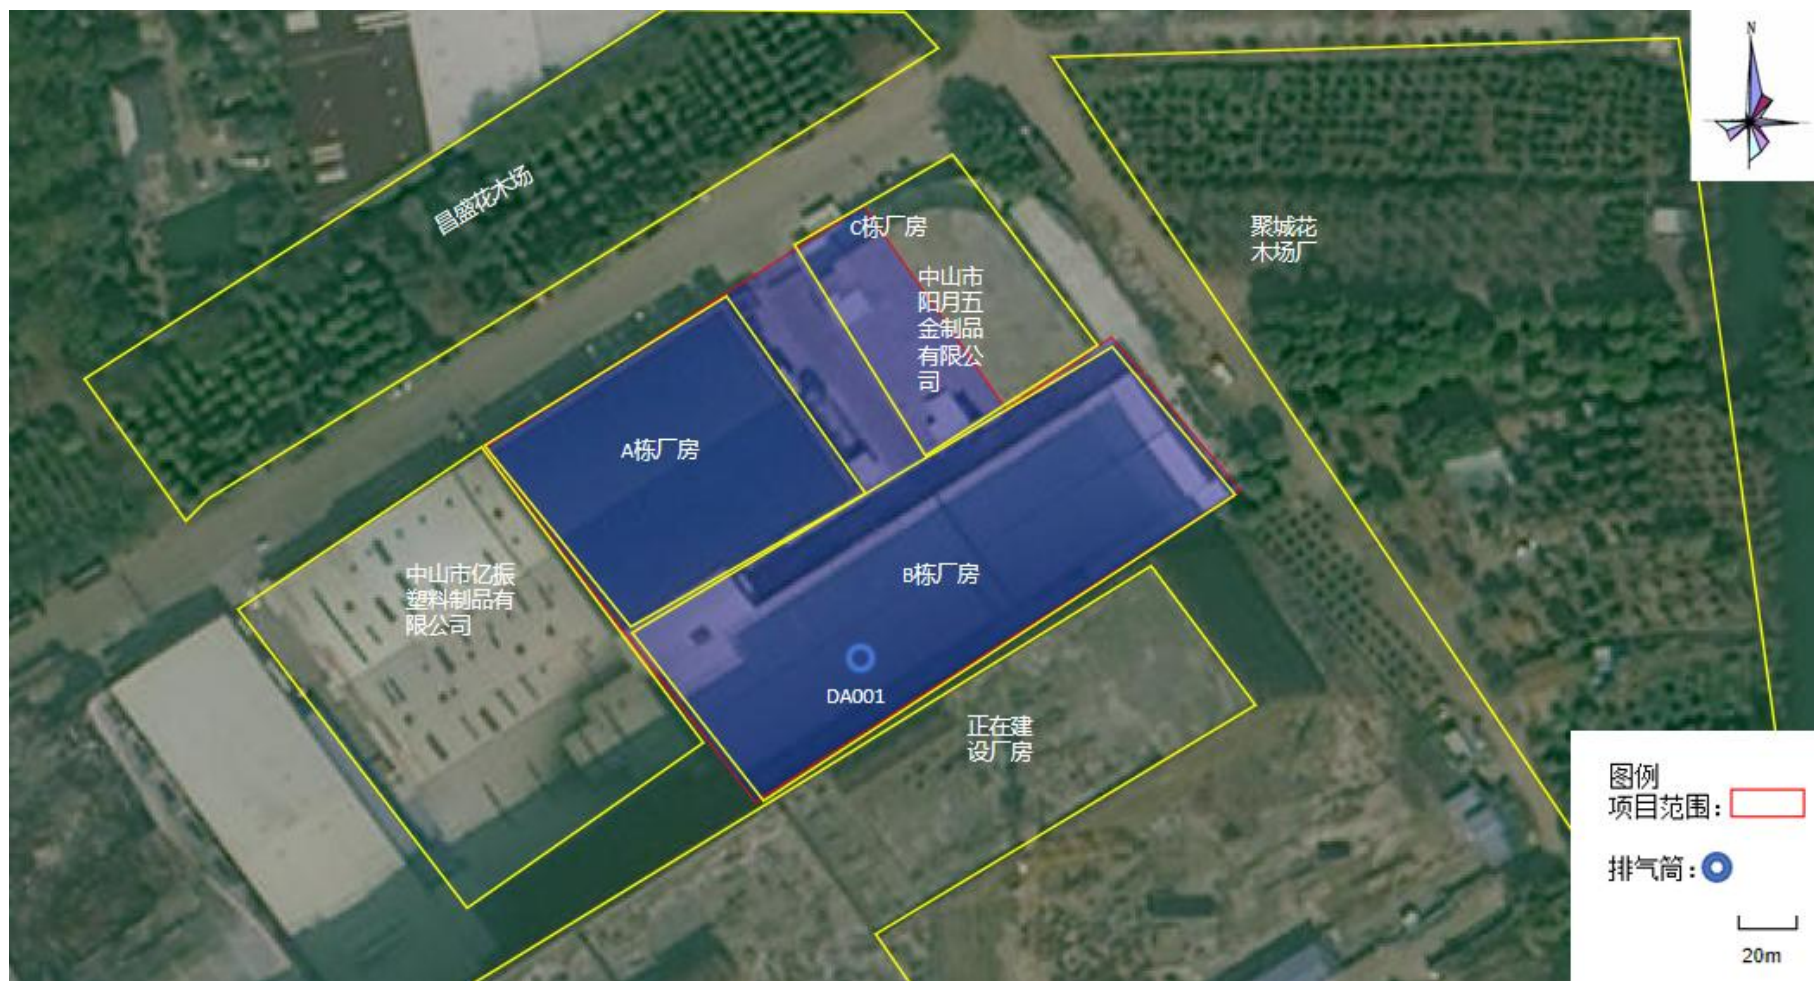 N
昌盛花木场
C栋厂房
聚城花
木场厂
中山市
阳月五
金制品
有限公
司
A栋厂房
中山市亿振
塑料制品有
限公司
B栋厂房
DA001
正在建
设厂房
图例
项目范围：
排气筒：
20m